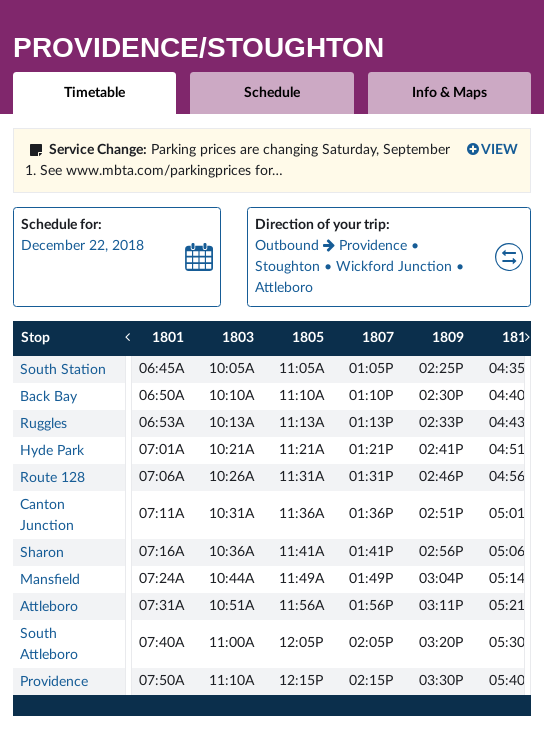 PROVIDENCE/STOUGHTON
Timetable Schedule Info & Maps
Service Change: Parking prices are changing Saturday, September VIEW
1. See www.mbta.com/parkingprices for...
Schedule for:
December 22, 2018
Direction of your trip:
Outbound → Providence •
Stoughton • Wickford Junction •
Attleboro
Stop 1801 1803 1805 1807 1809 181
South Station 06:45A 10:05A 11:05A 01:05P 02:25P 04:35
Back Bay 06:50A 10:10A 11:10A 01:10P 02:30P 04:40
Ruggles 06:53A 10:13A 11:13A 01:13P 02:33P 04:43
Hyde Park 07:01A 10:21A 11:21A 01:21P 02:41P 04:51
Route 128 07:06A 10:26A 11:31A 01:31P 02:46P 04:56
Canton
Junction 07:11A 10:31A 11:36A 01:36P 02:51P 05:01
Sharon 07:16A 10:36A 11:41A 01:41P 02:56P 05:06
Mansfield 07:24A 10:44A 11:49A 01:49P 03:04P 05:14
Attleboro 07:31A 10:51A 11:56A 01:56P 03:11P 05:21
South
Attleboro 07:40A 11:00A 12:05P 02:05P 03:20P 05:30
Providence 07:50A 11:10A 12:15P 02:15P 03:30P 05:40